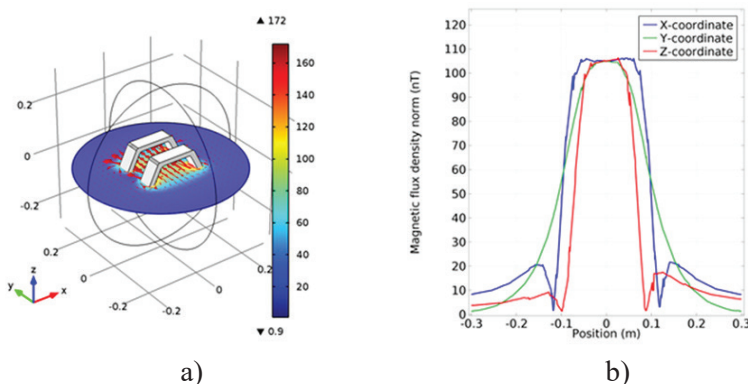 ▲ 172
160
140
120
100
80
60
40
20
▼ 0.9
0.2
0
-0.2
0.2
0
-0.2
0.2
0
-0.2
z
y
x
a)
Magnetic flux density norm (nT)
120
110
100
90
80
70
60
50
40
30
20
10
0
X-coordinate
Y-coordinate
Z-coordinate
-0.3 -0.2 -0.1 0 0.1 0.2 0.3
Position (m)
b)